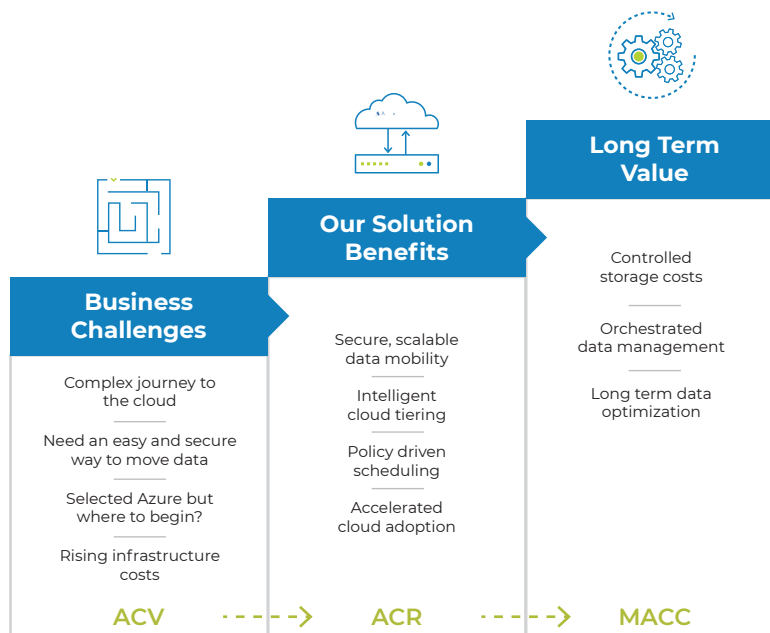 Business
Challenges
Complex journey to
the cloud
Need an easy and secure
way to move data
Selected Azure but
where to begin?
Rising infrastructure
costs
ACV
Our Solution
Benefits
Secure, scalable
data mobility
Intelligent
cloud tiering
Policy driven
scheduling
Accelerated
cloud adoption
ACR
Long Term
Value
Controlled
storage costs
Orchestrated
data management
Long term data
optimization
MACC